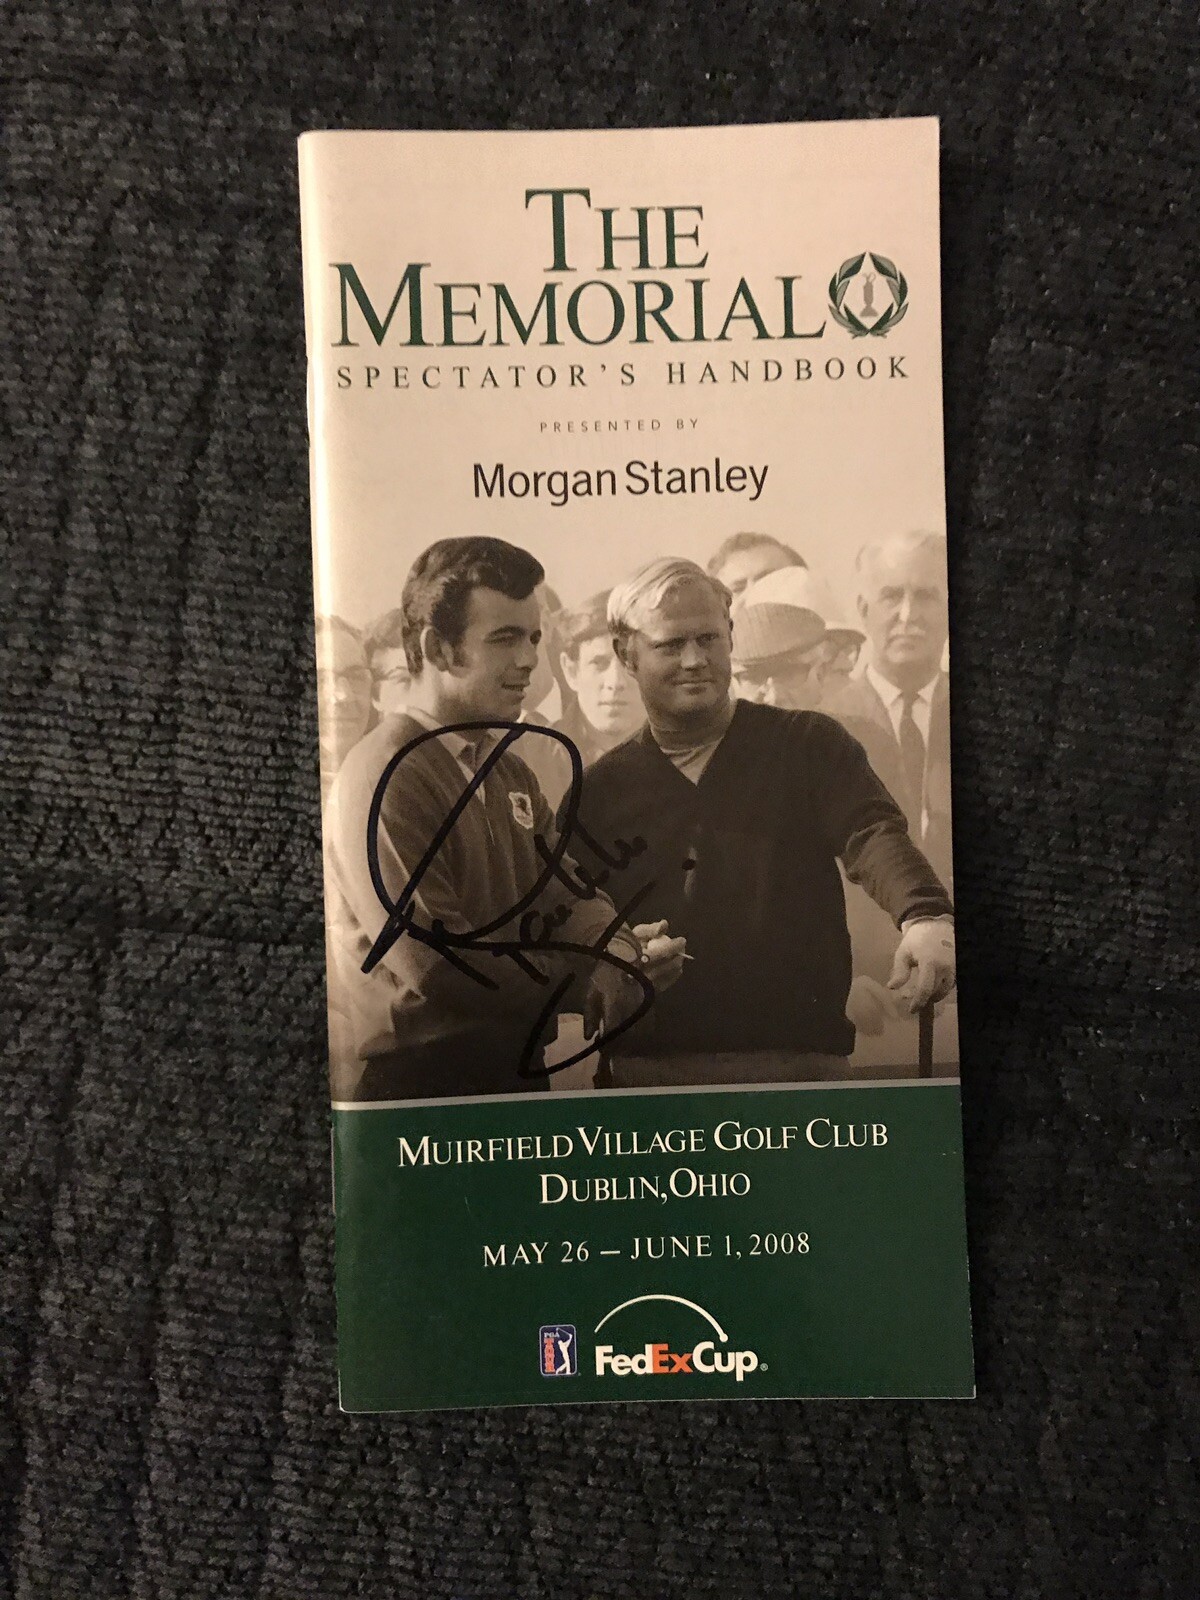 THE
MEMORIAL
SPECTATOR'S HANDBOOK
PRESENTED BY
Morgan Stanley
MUIRFIELD VILLAGE GOLF CLUB
DUBLIN, OHIO
MAY 26 – JUNE 1, 2008
PGA TOUR
FedExCup®